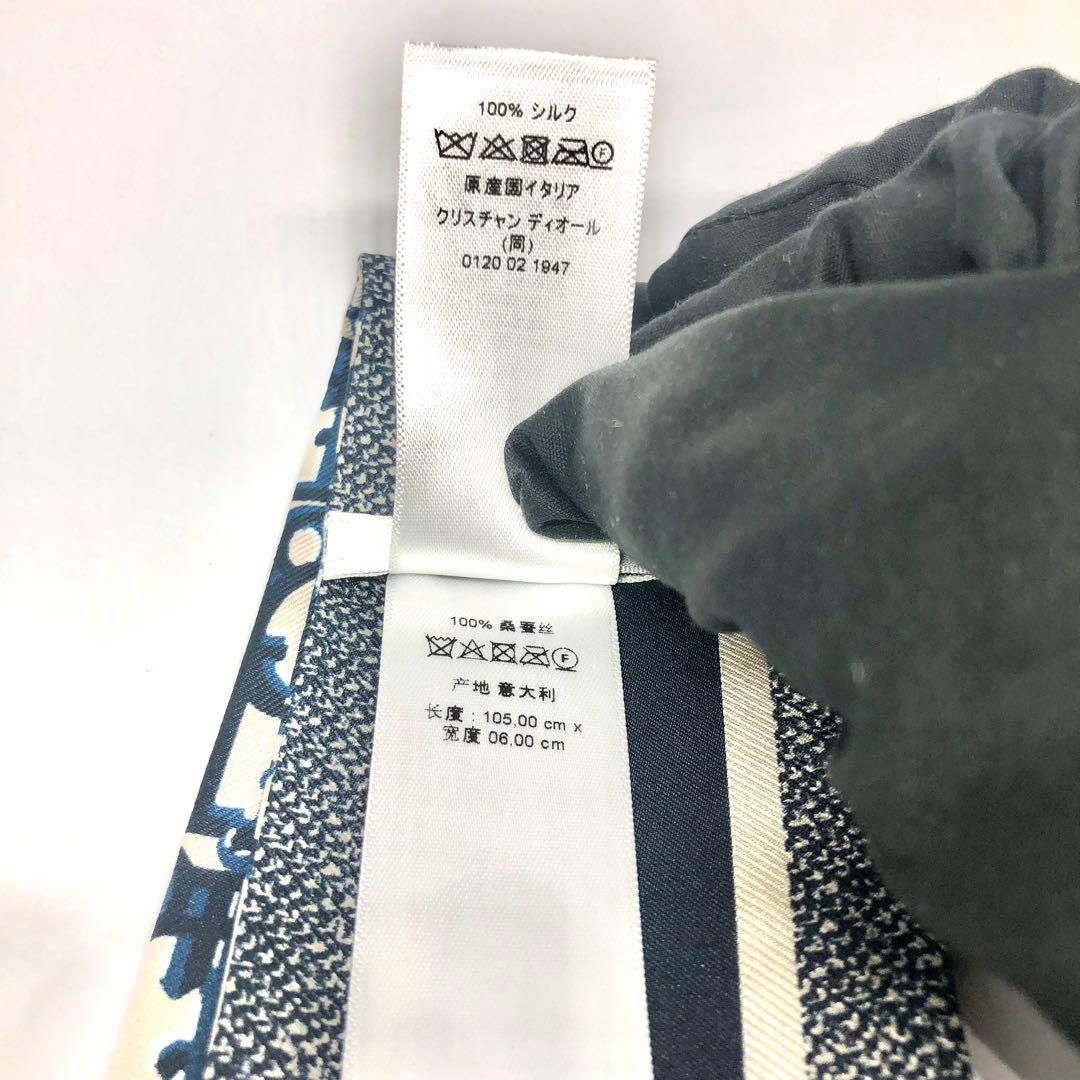 100% シルク
原産園イタリア
クリスチャン ディオール
(周)
0120 02 1947
100% 桑蚕丝
产地 意大利
长度 : 105,00 cm x
宽度 06,00 cm